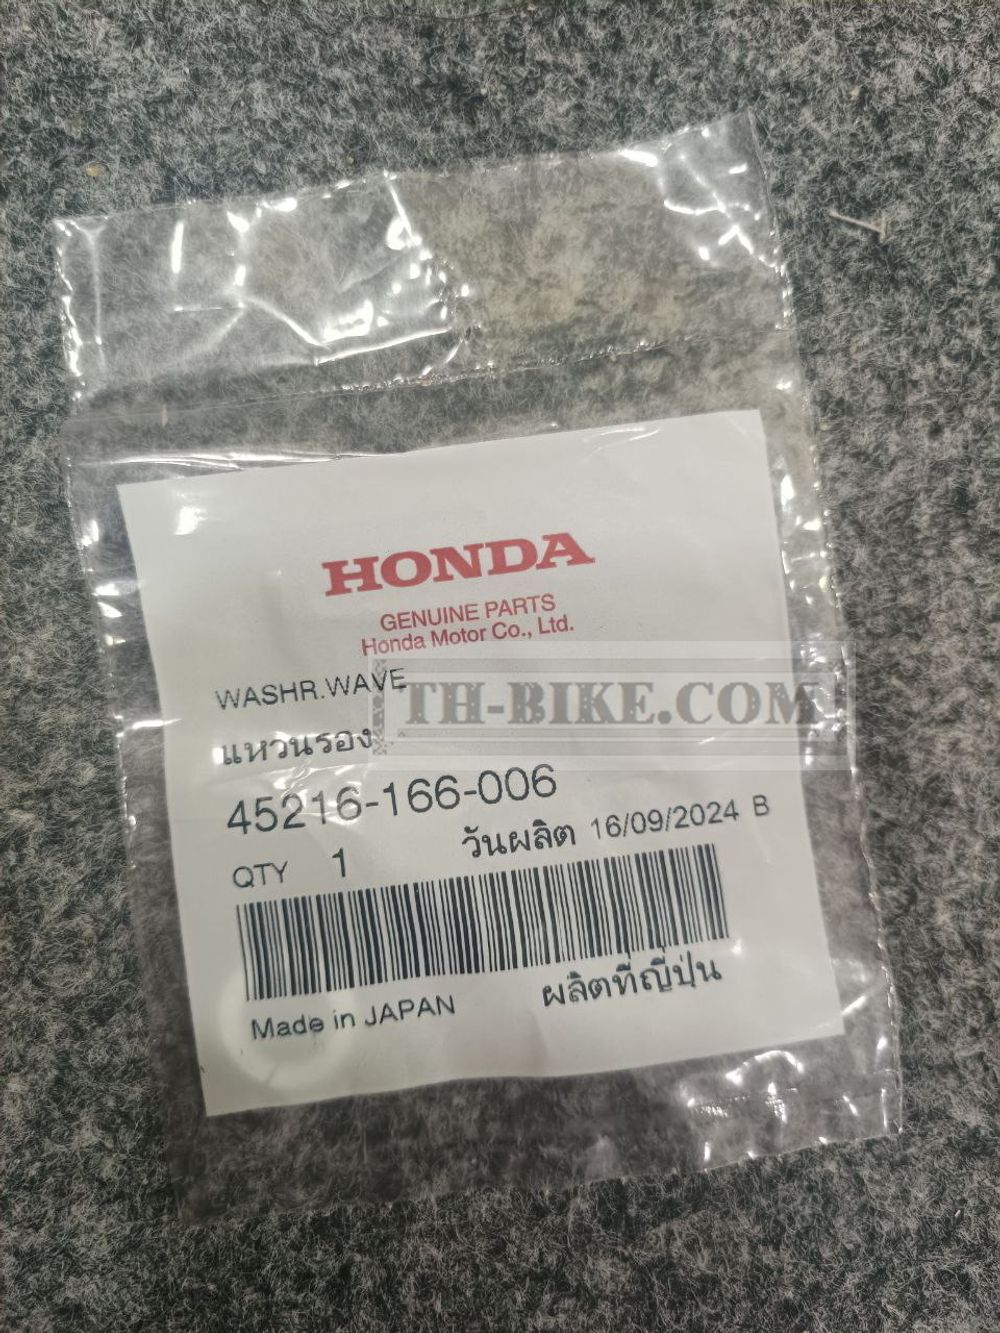 HONDA
GENUINE PARTS
Honda Motor Co., Ltd.
WASHR.WAVE
TH-BIKE.COM
แหวนรอง
45216-166-006
QTY 1 วันผลิต 16/09/2024 B
Made in JAPAN ผลิตที่ญี่ปุ่น